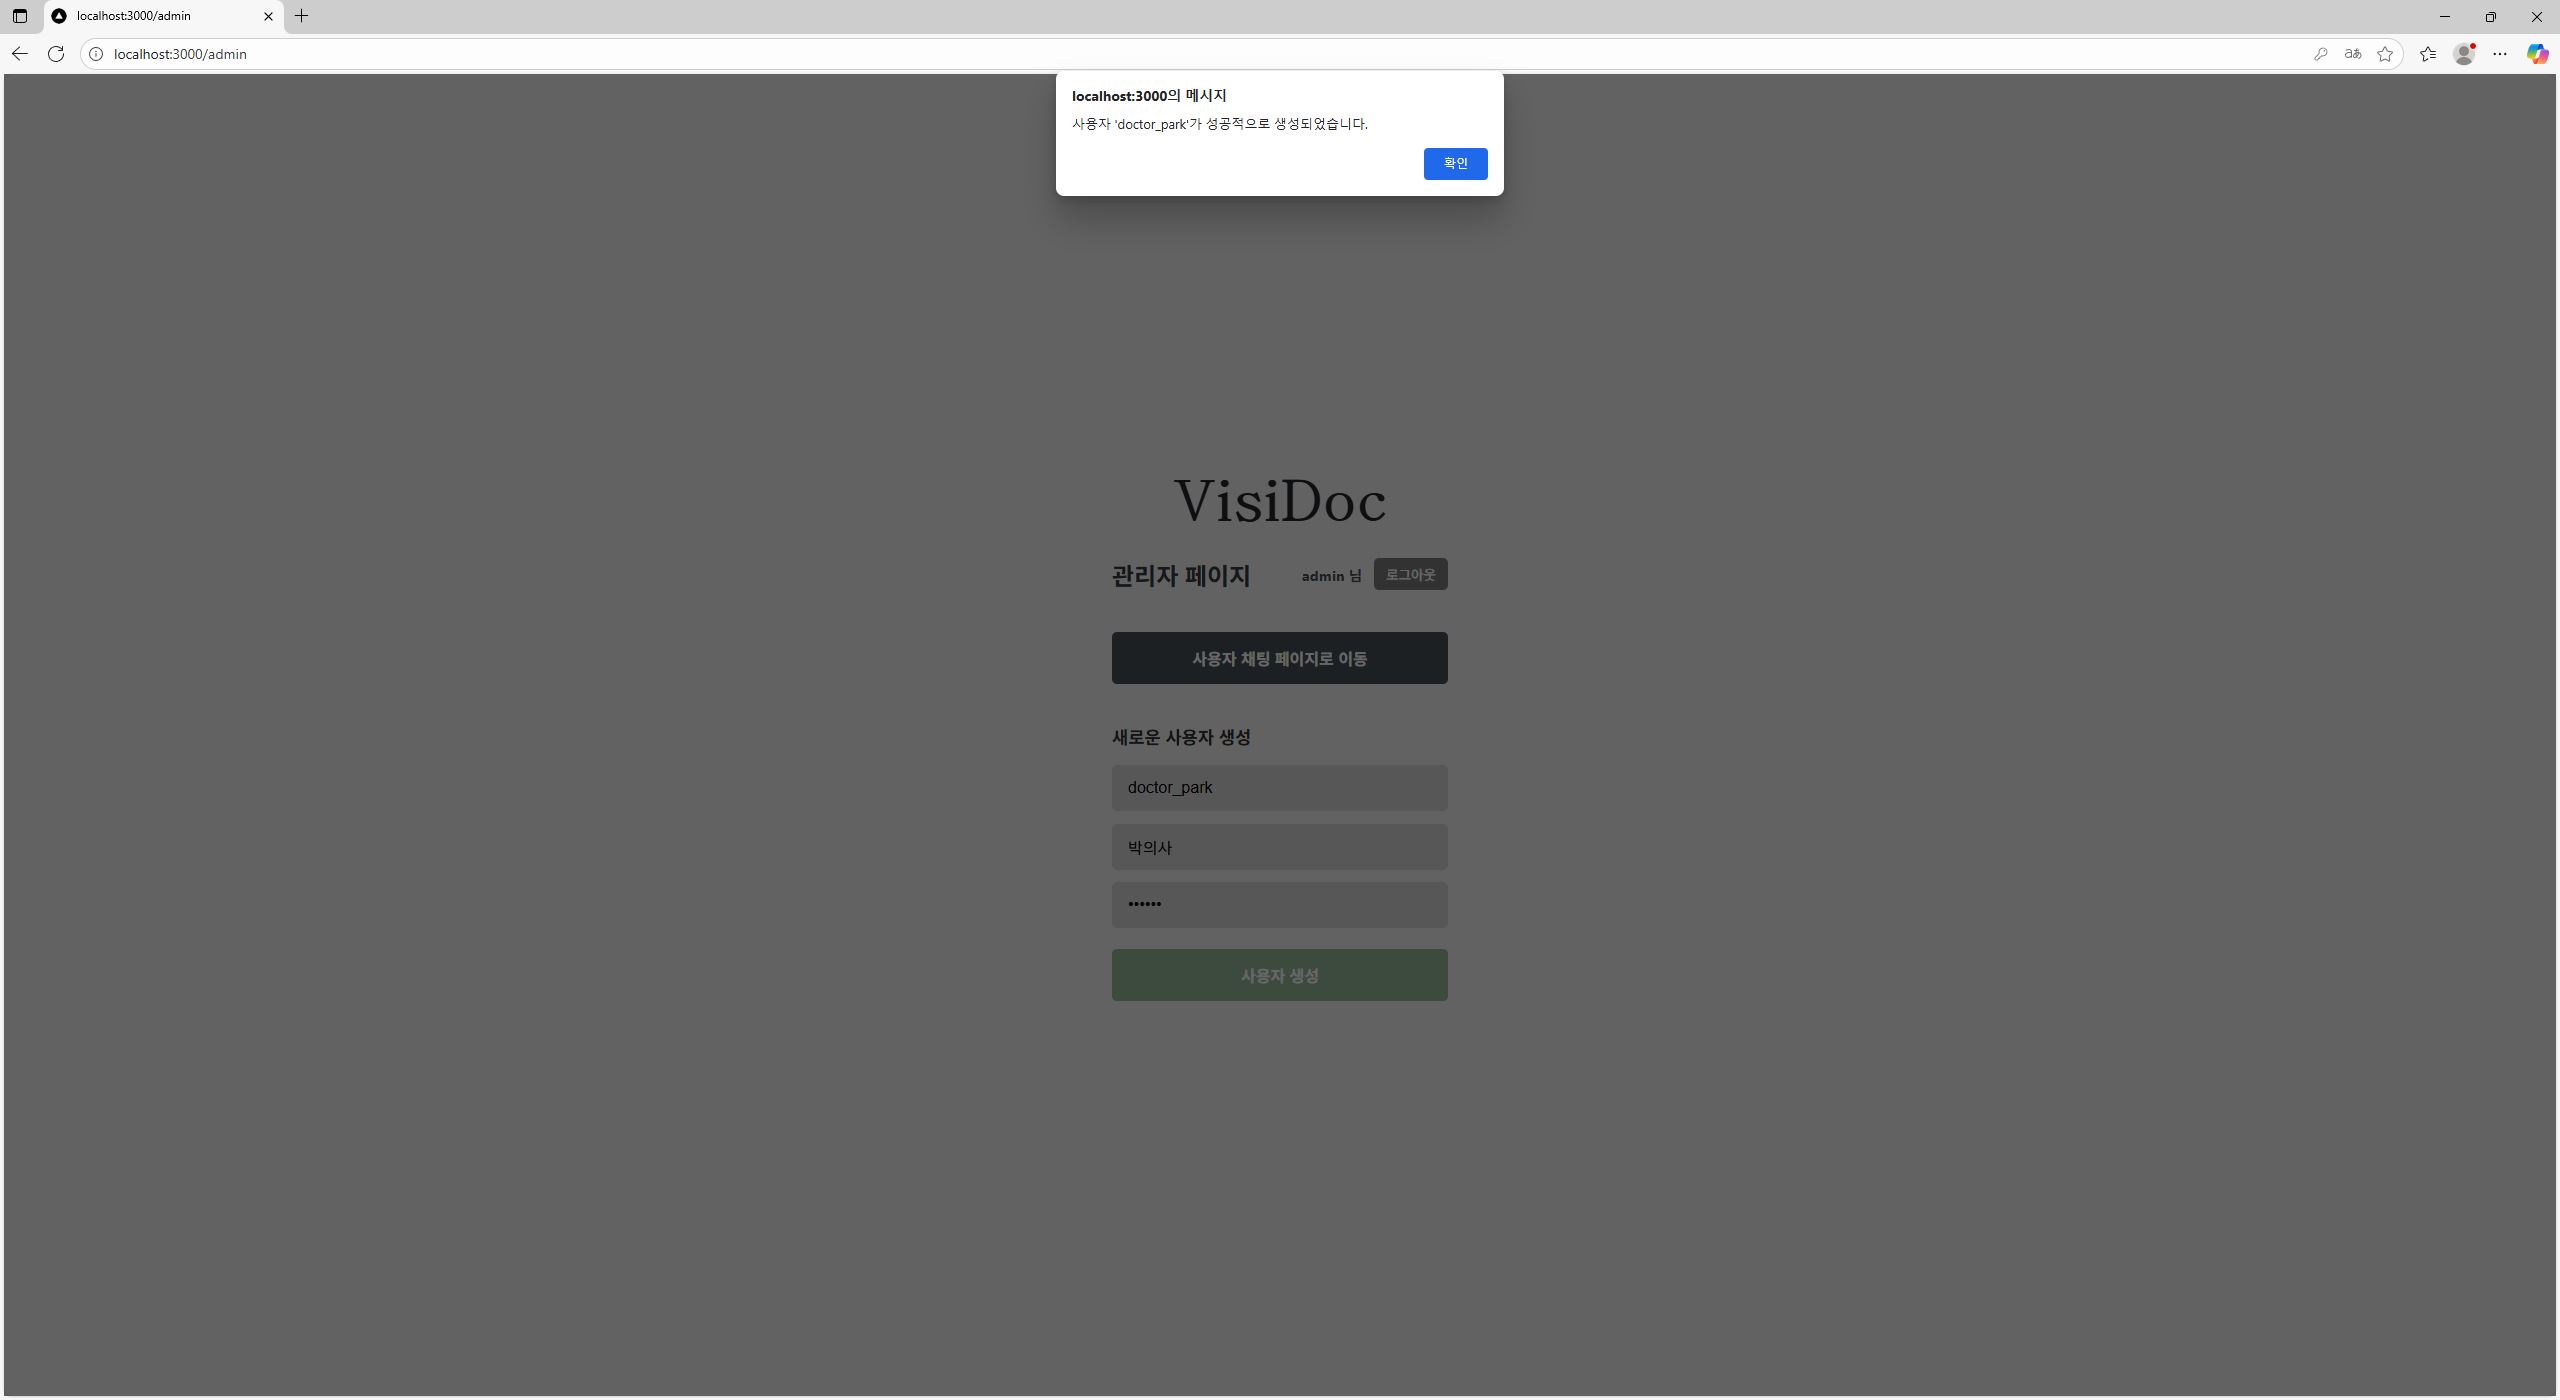 localhost:3000/admin
localhost:3000/admin
aあ
localhost:3000의 메시지
사용자 'doctor_park'가 성공적으로 생성되었습니다.
확인
VisiDoc
관리자 페이지
admin 님
로그아웃
사용자 채팅 페이지로 이동
새로운 사용자 생성
doctor_park
박의사
••••••
사용자 생성